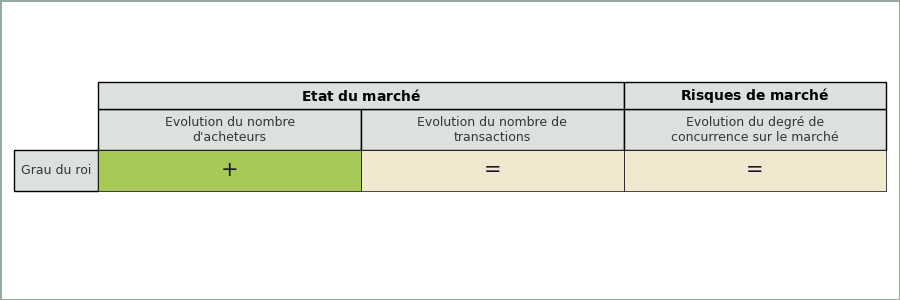 Etat du marché
Risques de marché
Evolution du nombre
d'acheteurs
Evolution du nombre de
transactions
Evolution du degré de
concurrence sur le marché
Grau du roi
+
=
=